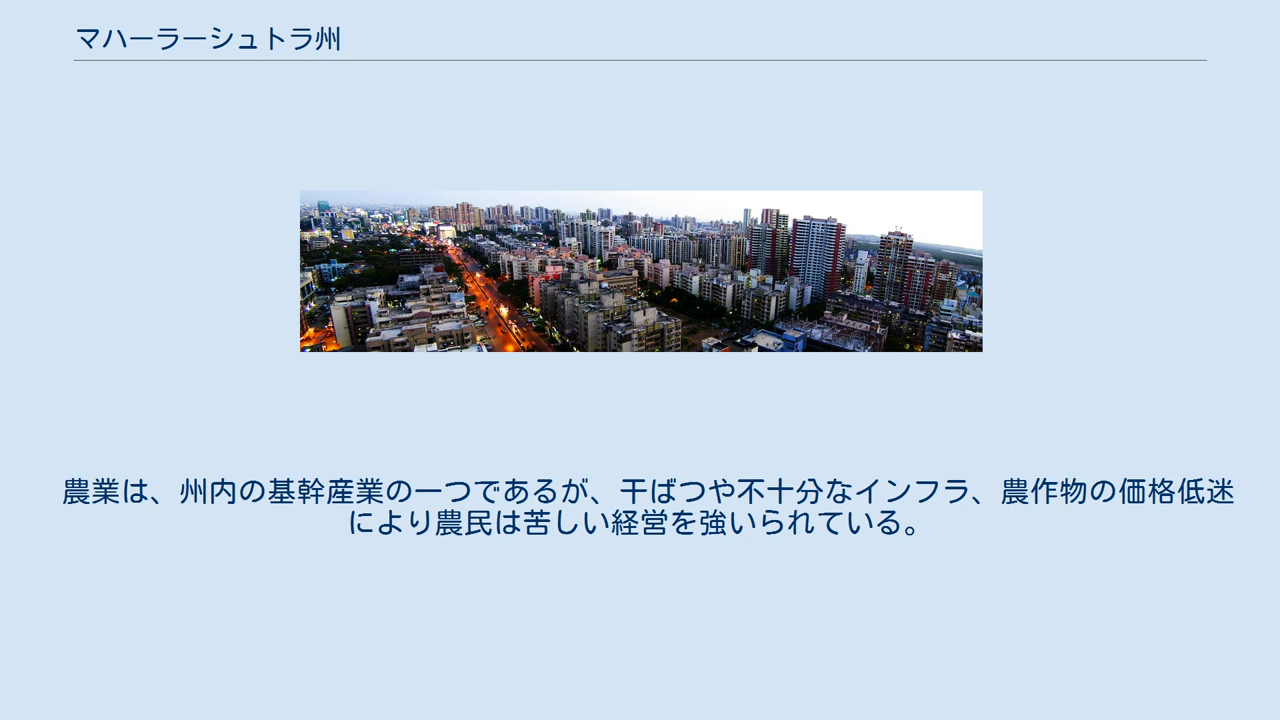 マハーラーシュトラ州
農業は、州内の基幹産業の一つであるが、干ばつや不十分なインフラ、農作物の価格低迷
により農民は苦しい経営を強いられている。